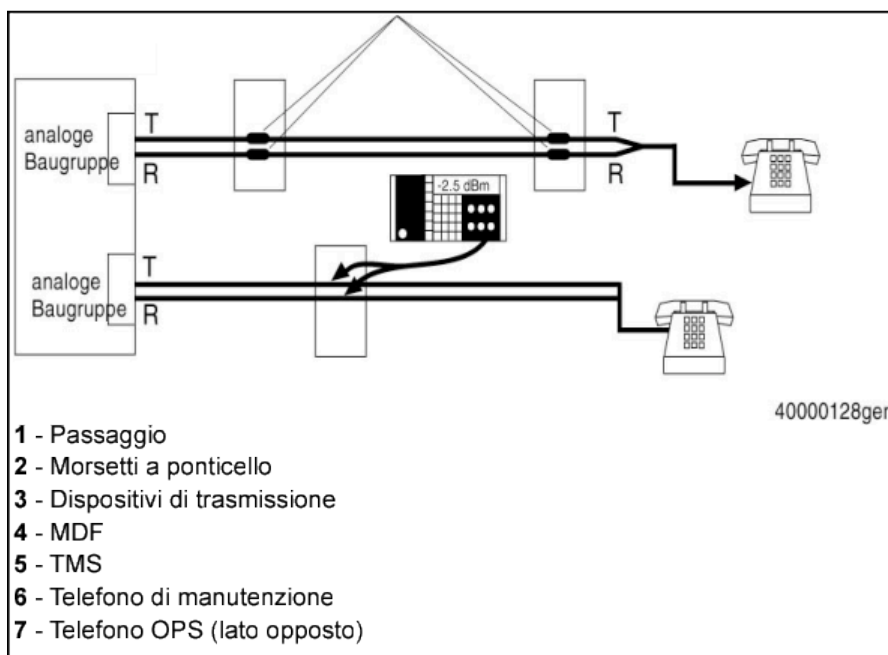 T
T
analoge
Baugruppe
R
R
-2.5 dBm
T
analoge
Baugruppe
R
40000128ger
1 - Passaggio
2 - Morsetti a ponticello
3 - Dispositivi di trasmissione
4 - MDF
5 - TMS
6 - Telefono di manutenzione
7 - Telefono OPS (lato opposto)